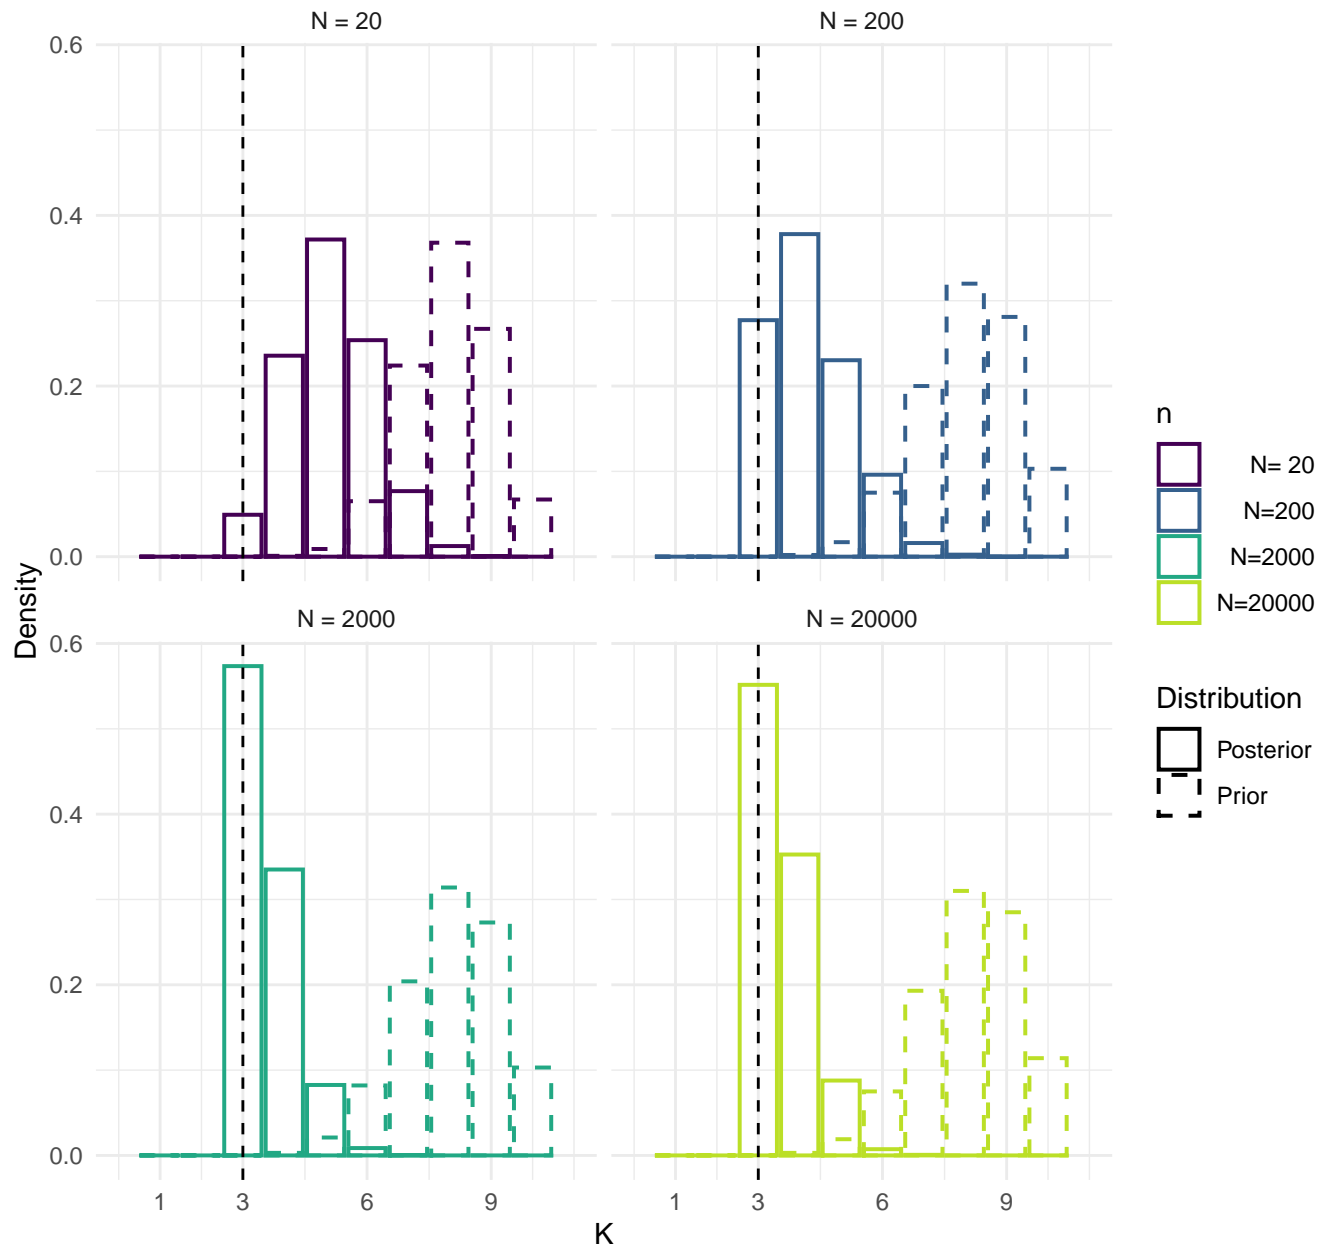 N = 20
N = 200
0.6
0.4
0.2
0.0
N = 2000
N = 20000
0.6
0.4
0.2
0.0
Density
1 3 6 9
1 3 6 9
K
n
N= 20
N=200
N=2000
N=20000
Distribution
Posterior
Prior